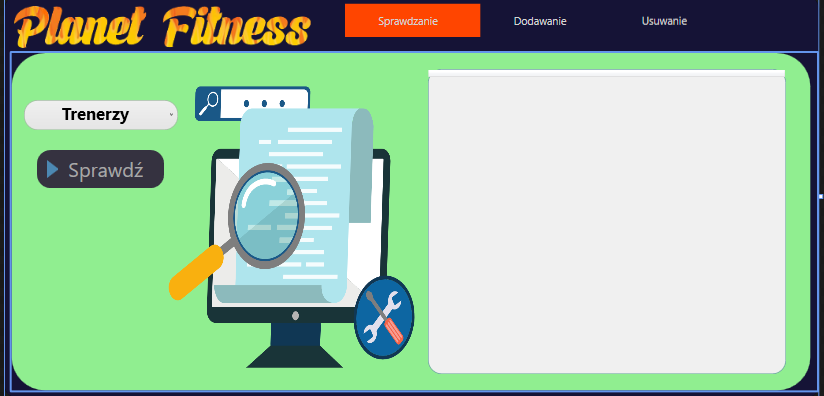 Planet Fitness
Sprawdzanie
Dodawanie
Usuwanie
Trenerzy
Sprawdź